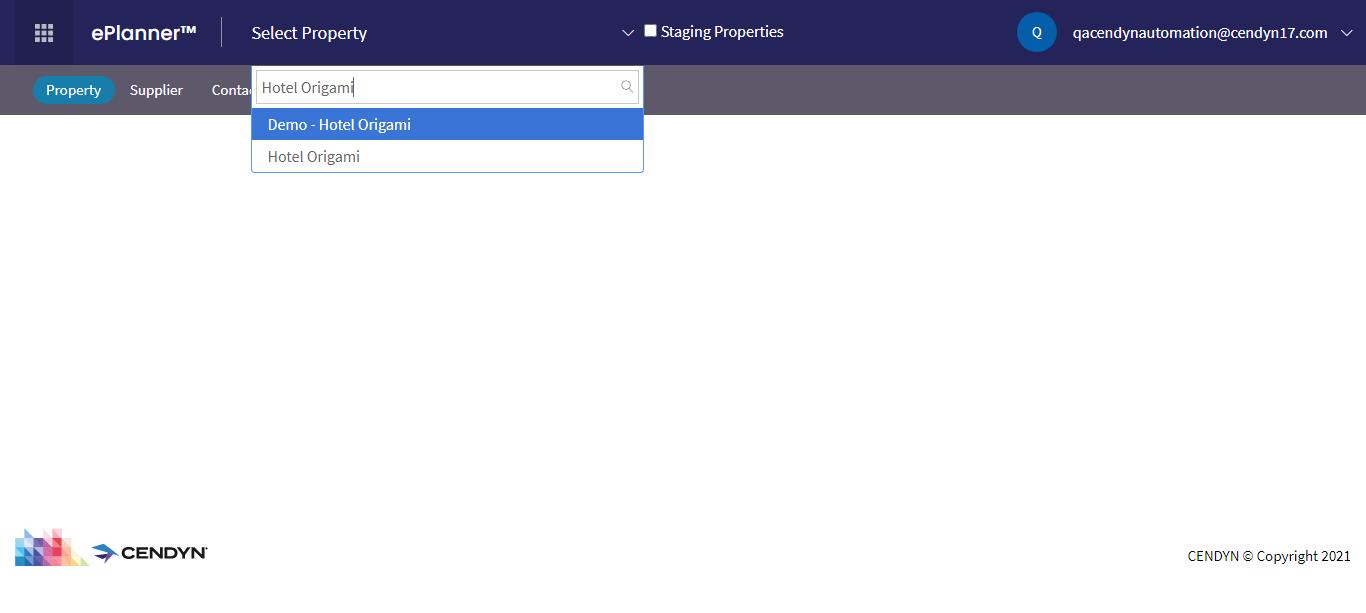 ePlanner™ Select Property Staging Properties Q qacendynautomation@cendyn17.com
Property Supplier Conta
Hotel Origami
Demo - Hotel Origami
Hotel Origami
CENDYN
CENDYN © Copyright 2021